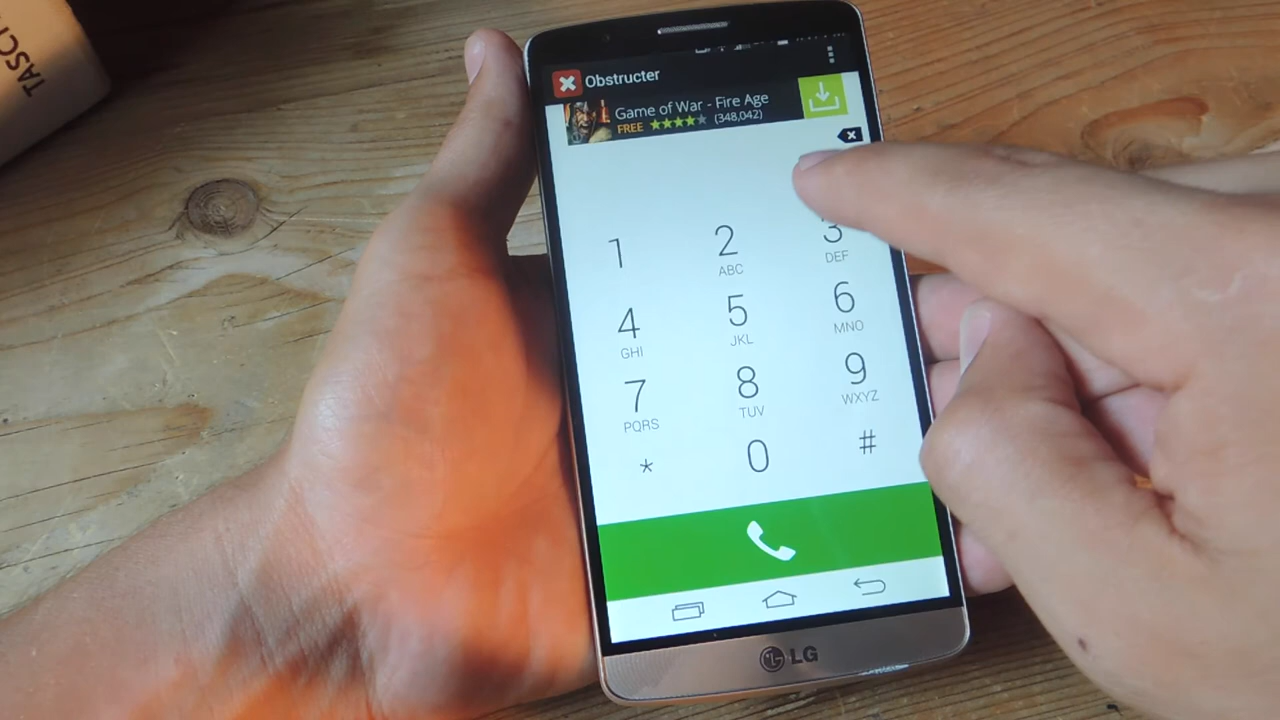 TASC
Obstructer
Game of War - Fire Age
FREE (348,042)
1 2 3
ABC DEF
4 5 6
GHI JKL MNO
7 8 9
PQRS TUV WXYZ
* 0 #
LG